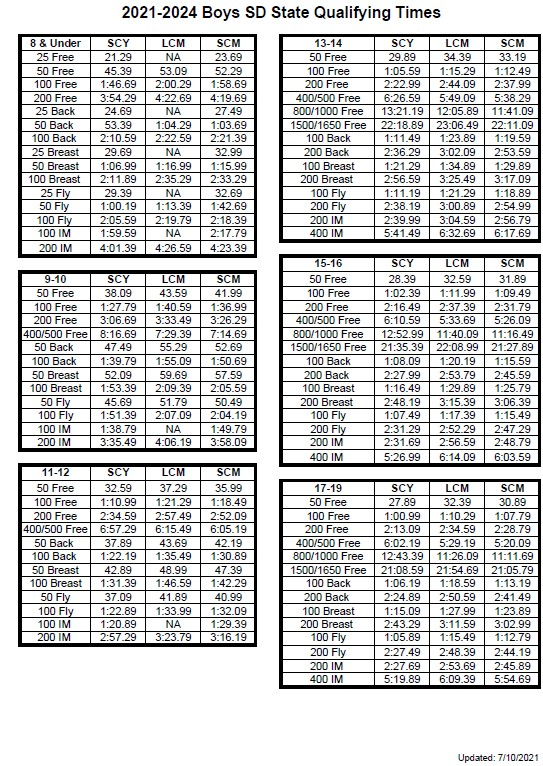 2021-2024 Boys SD State Qualifying Times
8 & Under SCY LCM SCM
25 Free 21.29 NA 23.69
50 Free 45.39 53.09 52.29
100 Free 1:46.69 2:00.29 1:58.69
200 Free 3:54.29 4:22.69 4:19.69
25 Back 24.69 NA 27.49
50 Back 53.39 1:04.29 1:03.69
100 Back 2:10.59 2:22.59 2:21.39
25 Breast 29.69 NA 32.99
50 Breast 1:06.99 1:16.99 1:15.99
100 Breast 2:11.89 2:35.29 2:33.29
25 Fly 29.39 NA 32.69
50 Fly 1:00.19 1:13.39 1:42.69
100 Fly 2:05.59 2:19.79 2:18.39
100 IM 1:59.59 NA 2:17.79
200 IM 4:01.39 4:26.59 4:23.39
9-10 SCY LCM SCM
50 Free 38.09 43.59 41.99
100 Free 1:27.79 1:40.59 1:36.99
200 Free 3:06.69 3:33.49 3:26.29
400/500 Free 8:16.69 7:29.39 7:14.69
50 Back 47.49 55.29 52.69
100 Back 1:39.79 1:55.09 1:50.69
50 Breast 52.09 59.69 57.59
100 Breast 1:53.39 2:09.39 2:05.59
50 Fly 45.69 51.79 50.49
100 Fly 1:51.39 2:07.09 2:04.19
100 IM 1:38.79 NA 1:49.79
200 IM 3:35.49 4:06.19 3:58.09
11-12 SCY LCM SCM
50 Free 32.59 37.29 35.99
100 Free 1:10.99 1:21.29 1:18.49
200 Free 2:34.59 2:57.49 2:52.09
400/500 Free 6:57.29 6:15.49 6:05.19
50 Back 37.89 43.69 42.19
100 Back 1:22.19 1:35.49 1:30.89
50 Breast 42.89 48.99 47.39
100 Breast 1:31.39 1:46.59 1:42.29
50 Fly 37.09 41.89 40.99
100 Fly 1:22.89 1:33.99 1:32.09
100 IM 1:20.89 NA 1:29.39
200 IM 2:57.29 3:23.79 3:16.19
13-14 SCY LCM SCM
50 Free 29.89 34.39 33.19
100 Free 1:05.59 1:15.29 1:12.49
200 Free 2:22.99 2:44.09 2:37.99
400/500 Free 6:26.59 5:49.09 5:38.29
800/1000 Free 13:21.19 12:05.89 11:41.09
1500/1650 Free 22:18.89 23:06.49 22:11.09
100 Back 1:11.49 1:23.89 1:19.59
200 Back 2:36.29 3:02.09 2:53.59
100 Breast 1:21.29 1:34.89 1:29.89
200 Breast 2:56.59 3:25.49 3:17.09
100 Fly 1:11.19 1:21.29 1:18.89
200 Fly 2:38.19 3:00.89 2:54.99
200 IM 2:39.99 3:04.59 2:56.79
400 IM 5:41.49 6:32.69 6:17.69
15-16 SCY LCM SCM
50 Free 28.39 32.59 31.89
100 Free 1:02.39 1:11.99 1:09.49
200 Free 2:16.49 2:37.39 2:31.79
400/500 Free 6:10.59 5:33.69 5:26.09
800/1000 Free 12:52.99 11:40.09 11:16.49
1500/1650 Free 21:35.39 22:08.99 21:27.89
100 Back 1:08.09 1:20.19 1:15.59
200 Back 2:27.99 2:53.79 2:45.59
100 Breast 1:16.49 1:29.89 1:25.79
200 Breast 2:48.19 3:15.39 3:06.39
100 Fly 1:07.49 1:17.39 1:15.49
200 Fly 2:31.29 2:52.29 2:47.29
200 IM 2:31.69 2:56.59 2:48.79
400 IM 5:26.99 6:14.09 6:03.59
17-19 SCY LCM SCM
50 Free 27.89 32.39 30.89
100 Free 1:00.99 1:10.29 1:07.79
200 Free 2:13.09 2:34.59 2:28.79
400/500 Free 6:02.19 5:29.19 5:20.09
800/1000 Free 12:43.39 11:26.09 11:11.69
1500/1650 Free 21:08.59 21:54.69 21:05.79
100 Back 1:06.19 1:18.59 1:13.19
200 Back 2:24.89 2:50.59 2:41.49
100 Breast 1:15.09 1:27.99 1:23.89
200 Breast 2:43.29 3:11.59 3:02.99
100 Fly 1:05.89 1:15.49 1:12.79
200 Fly 2:27.49 2:48.39 2:44.19
200 IM 2:27.69 2:53.69 2:45.89
400 IM 5:19.89 6:09.39 5:54.69
Updated: 7/10/2021